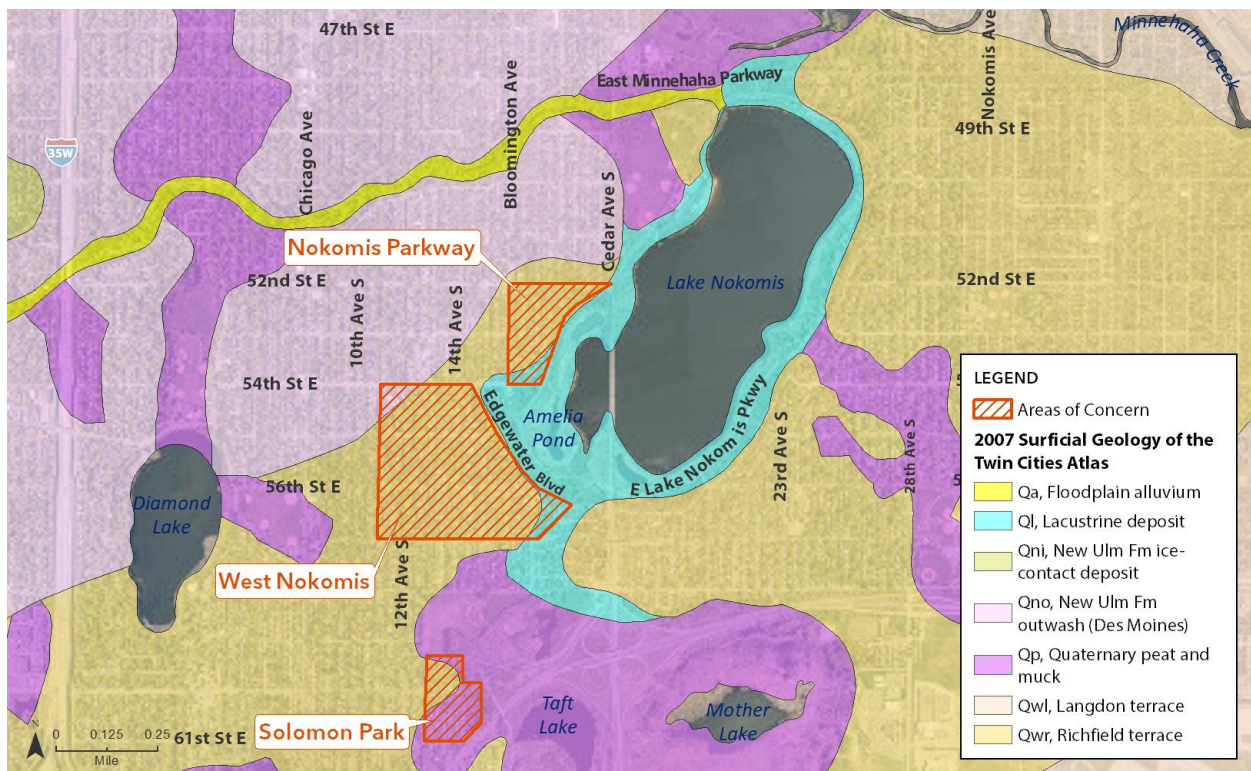 47th St E
Minnehaha Creek
Nokomis Ave
East Minnehaha Parkway
Bloomington Ave
49th St E
35W
Chicago Ave
Cedar Ave S
Nokomis Parkway
52nd St E
Lake Nokomis
52nd St E
10th Ave S
14th Ave S
54th St E
Edgewater Blvd
Amelia
Pond
E Lake Nokomis Pkwy
23rd Ave S
28th Ave S
56th St E
Diamond
Lake
West Nokomis
12th Ave S
Solomon Park
Taft
Lake
Mother
Lake
61st St E
N
0 0.125 0.25
Mile
LEGEND
Areas of Concern
2007 Surficial Geology of the
Twin Cities Atlas
Qa, Floodplain alluvium
Ql, Lacustrine deposit
Qni, New Ulm Fm ice-
contact deposit
Qno, New Ulm Fm
outwash (Des Moines)
Qp, Quaternary peat and
muck
Qwl, Langdon terrace
Qwr, Richfield terrace